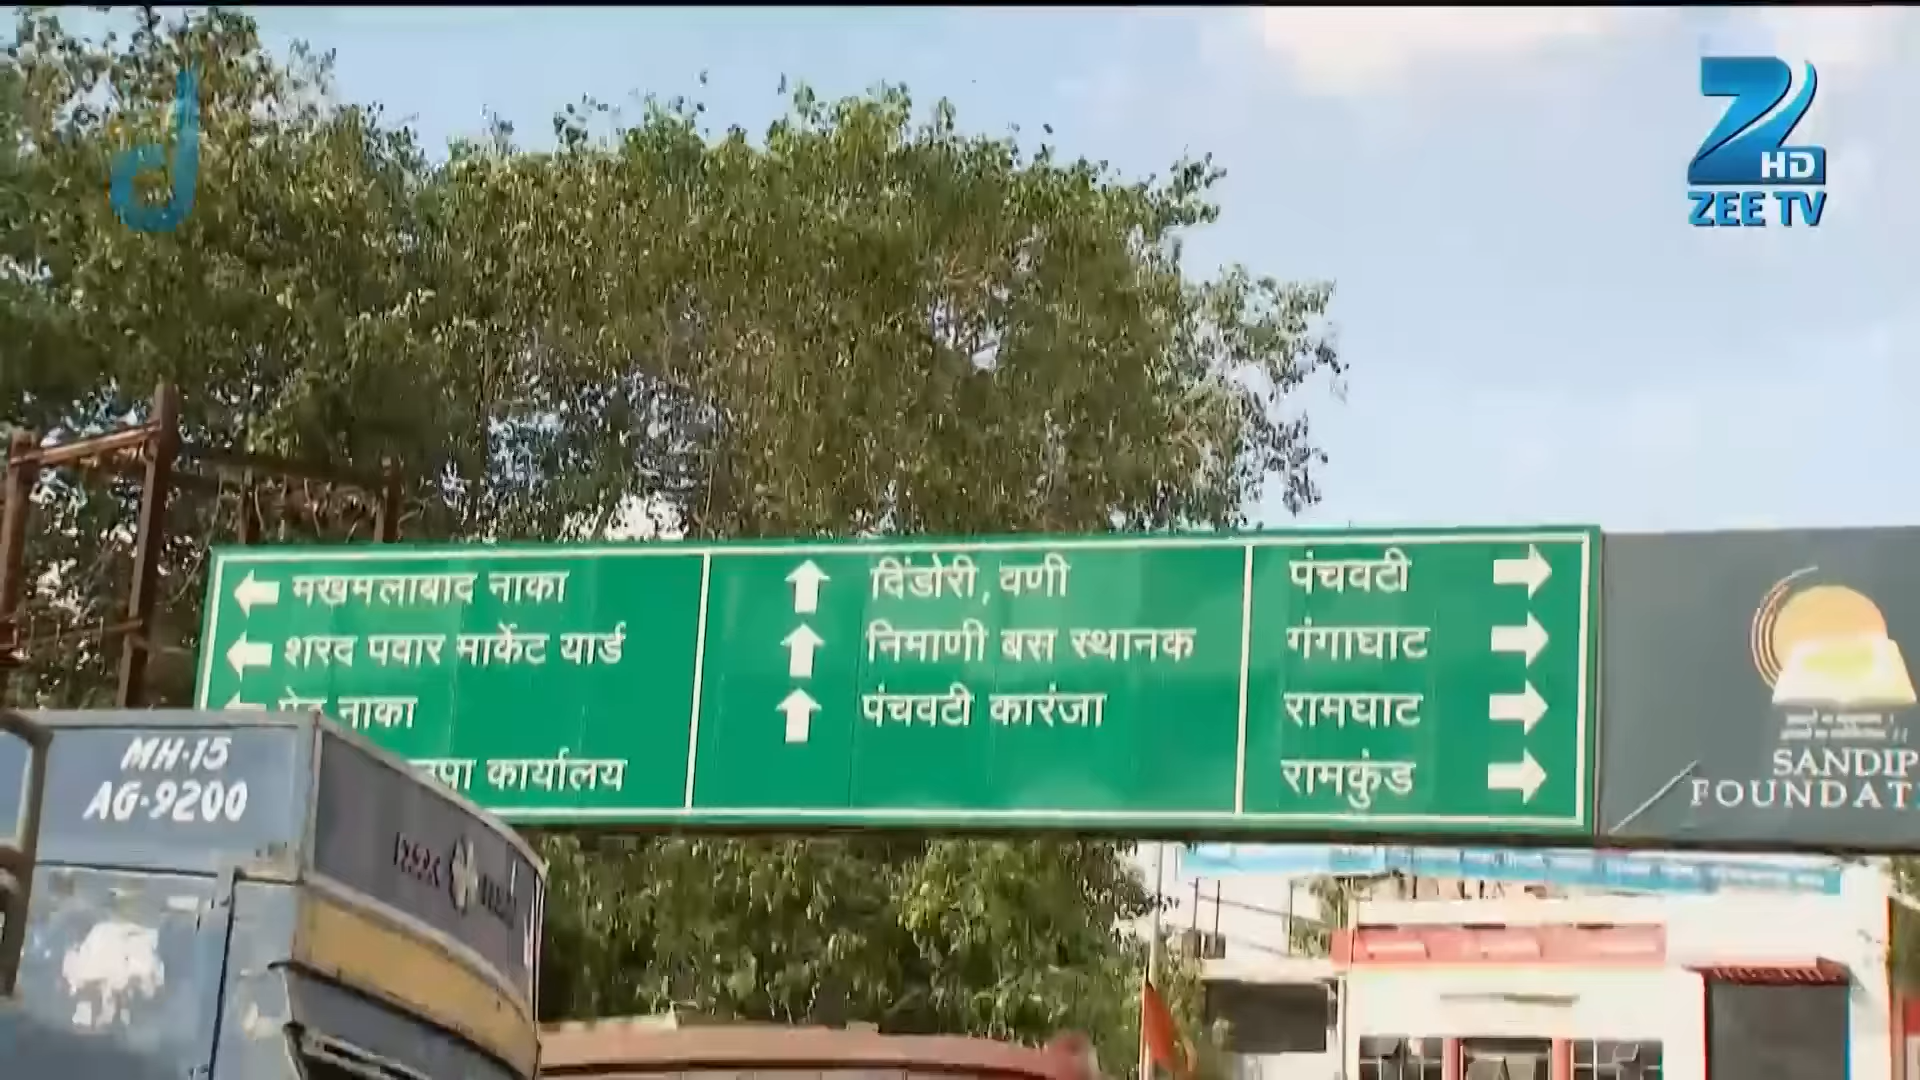 HD
ZEE TV
मखमलाबाद नाका
शरद पवार मार्केट यार्ड
नाका
कार्यालय
दिंडोरी, वणी
निमाणी बस स्थानक
पंचवटी कारंजा
पंचवटी
गंगाघाट
रामघाट
रामकुंड
SANDIP
FOUNDAT
MH-15
AG-9200